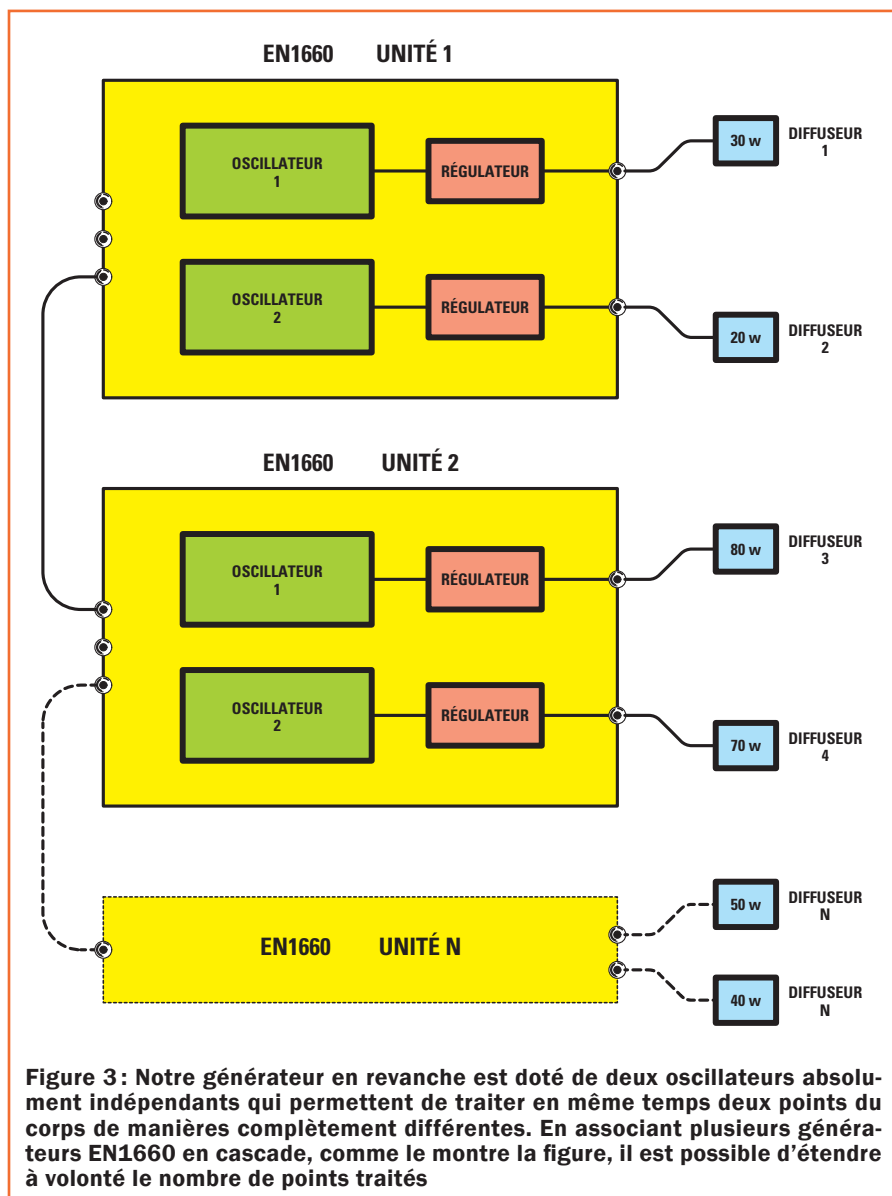 EN1660 UNITÉ 1
OSCILLATEUR
1
RÉGULATEUR
30 w
DIFFUSEUR
1
OSCILLATEUR
2
RÉGULATEUR
20 w
DIFFUSEUR
2
EN1660 UNITÉ 2
OSCILLATEUR
1
RÉGULATEUR
80 w
DIFFUSEUR
3
OSCILLATEUR
2
RÉGULATEUR
70 w
DIFFUSEUR
4
EN1660 UNITÉ N
50 w
DIFFUSEUR
N
40 w
DIFFUSEUR
N
Figure 3 : Notre générateur en revanche est doté de deux oscillateurs absolu-
ment indépendants qui permettent de traiter en même temps deux points du
corps de manières complètement différentes. En associant plusieurs généra-
teurs EN1660 en cascade, comme le montre la figure, il est possible d'étendre
à volonté le nombre de points traités